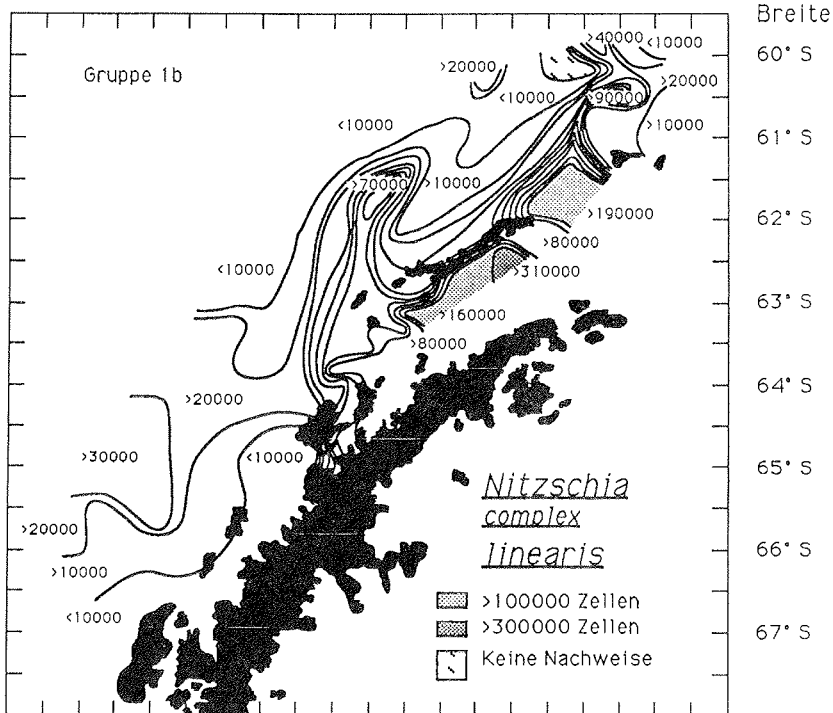 Breite
>40000
<10000
60° S
Gruppe 1b
>20000
>20000
<10000
>90000
<10000
>10000
61° S
>70000
>10000
>190000
62° S
>80000
<10000
>310000
63° S
>160000
>80000
64° S
>20000
>30000
<10000
65° S
Nitzschia
complex
linearis
>20000
66° S
>10000
>100000 Zellen
<10000
>300000 Zellen
67° S
Keine Nachweise